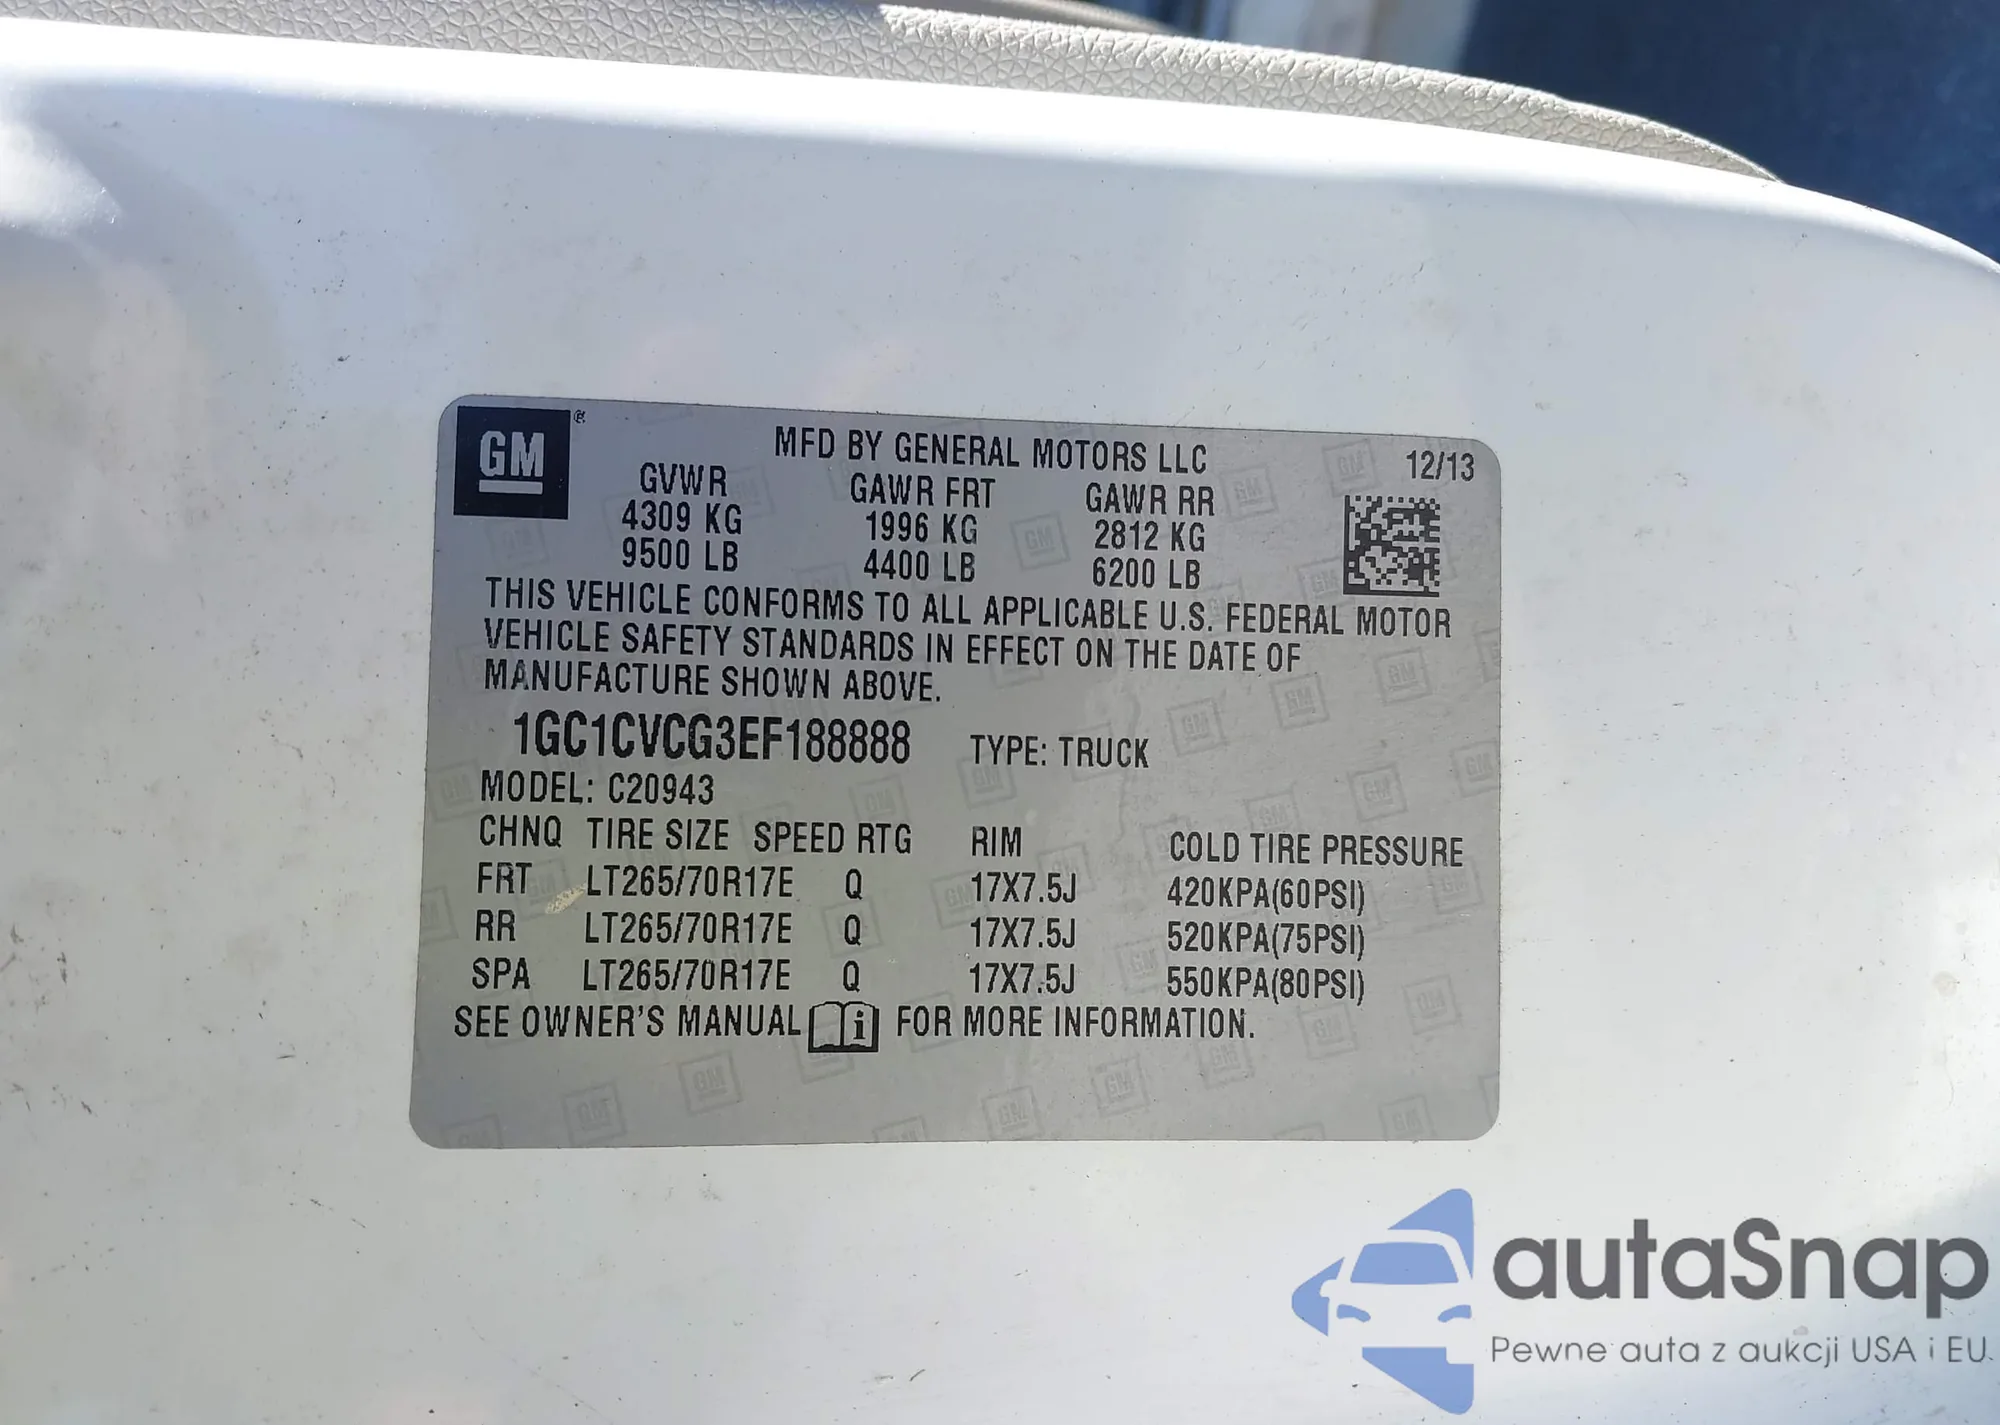 GM®
MFD BY GENERAL MOTORS LLC 12/13
GVWR GAWR FRT GAWR RR
4309 KG 1996 KG 2812 KG
9500 LB 4400 LB 6200 LB
THIS VEHICLE CONFORMS TO ALL APPLICABLE U.S. FEDERAL MOTOR
VEHICLE SAFETY STANDARDS IN EFFECT ON THE DATE OF
MANUFACTURE SHOWN ABOVE.
1GC1CVCG3EF188888 TYPE: TRUCK
MODEL: C20943
CHNQ TIRE SIZE SPEED RTG RIM COLD TIRE PRESSURE
FRT LT265/70R17E Q 17X7.5J 420KPA(60PSI)
RR LT265/70R17E Q 17X7.5J 520KPA(75PSI)
SPA LT265/70R17E Q 17X7.5J 550KPA(80PSI)
SEE OWNER'S MANUAL i FOR MORE INFORMATION.
autaSnap
Pewne auta z aukcji USA i EU